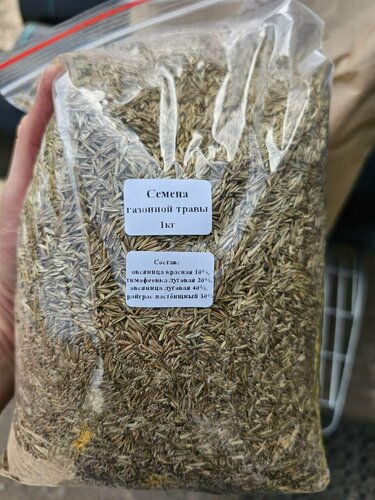 Семена
газонной травы
1кг
Состав:
овсяница красная 10%,
тимофеевка луговая 20%,
овсяница луговая 40%,
райграс пастбищный 30%